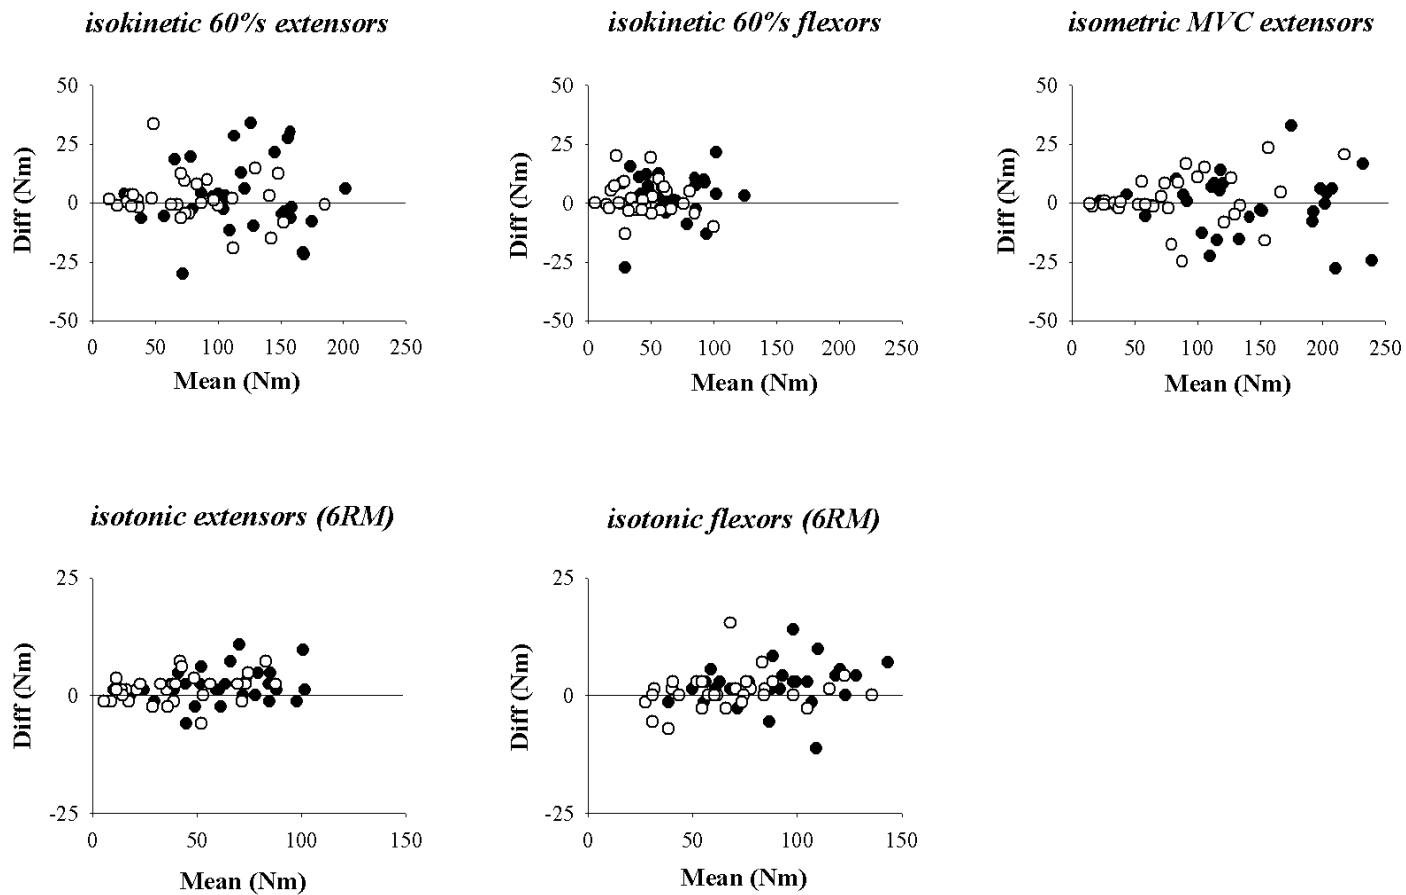 isokinetic 60%s extensors
isokinetic 60%s flexors
isometric MVC extensors
50
25
0
-25
-50
Diff (Nm)
0 50 100 150 200 250
Mean (Nm)
50
25
0
-25
-50
Diff (Nm)
0 50 100 150 200 250
Mean (Nm)
50
25
0
-25
-50
Diff (Nm)
0 50 100 150 200 250
Mean (Nm)
isotonic extensors (6RM)
isotonic flexors (6RM)
25
0
-25
Diff (Nm)
0 50 100 150
Mean (Nm)
25
0
-25
Diff (Nm)
0 50 100 150
Mean (Nm)